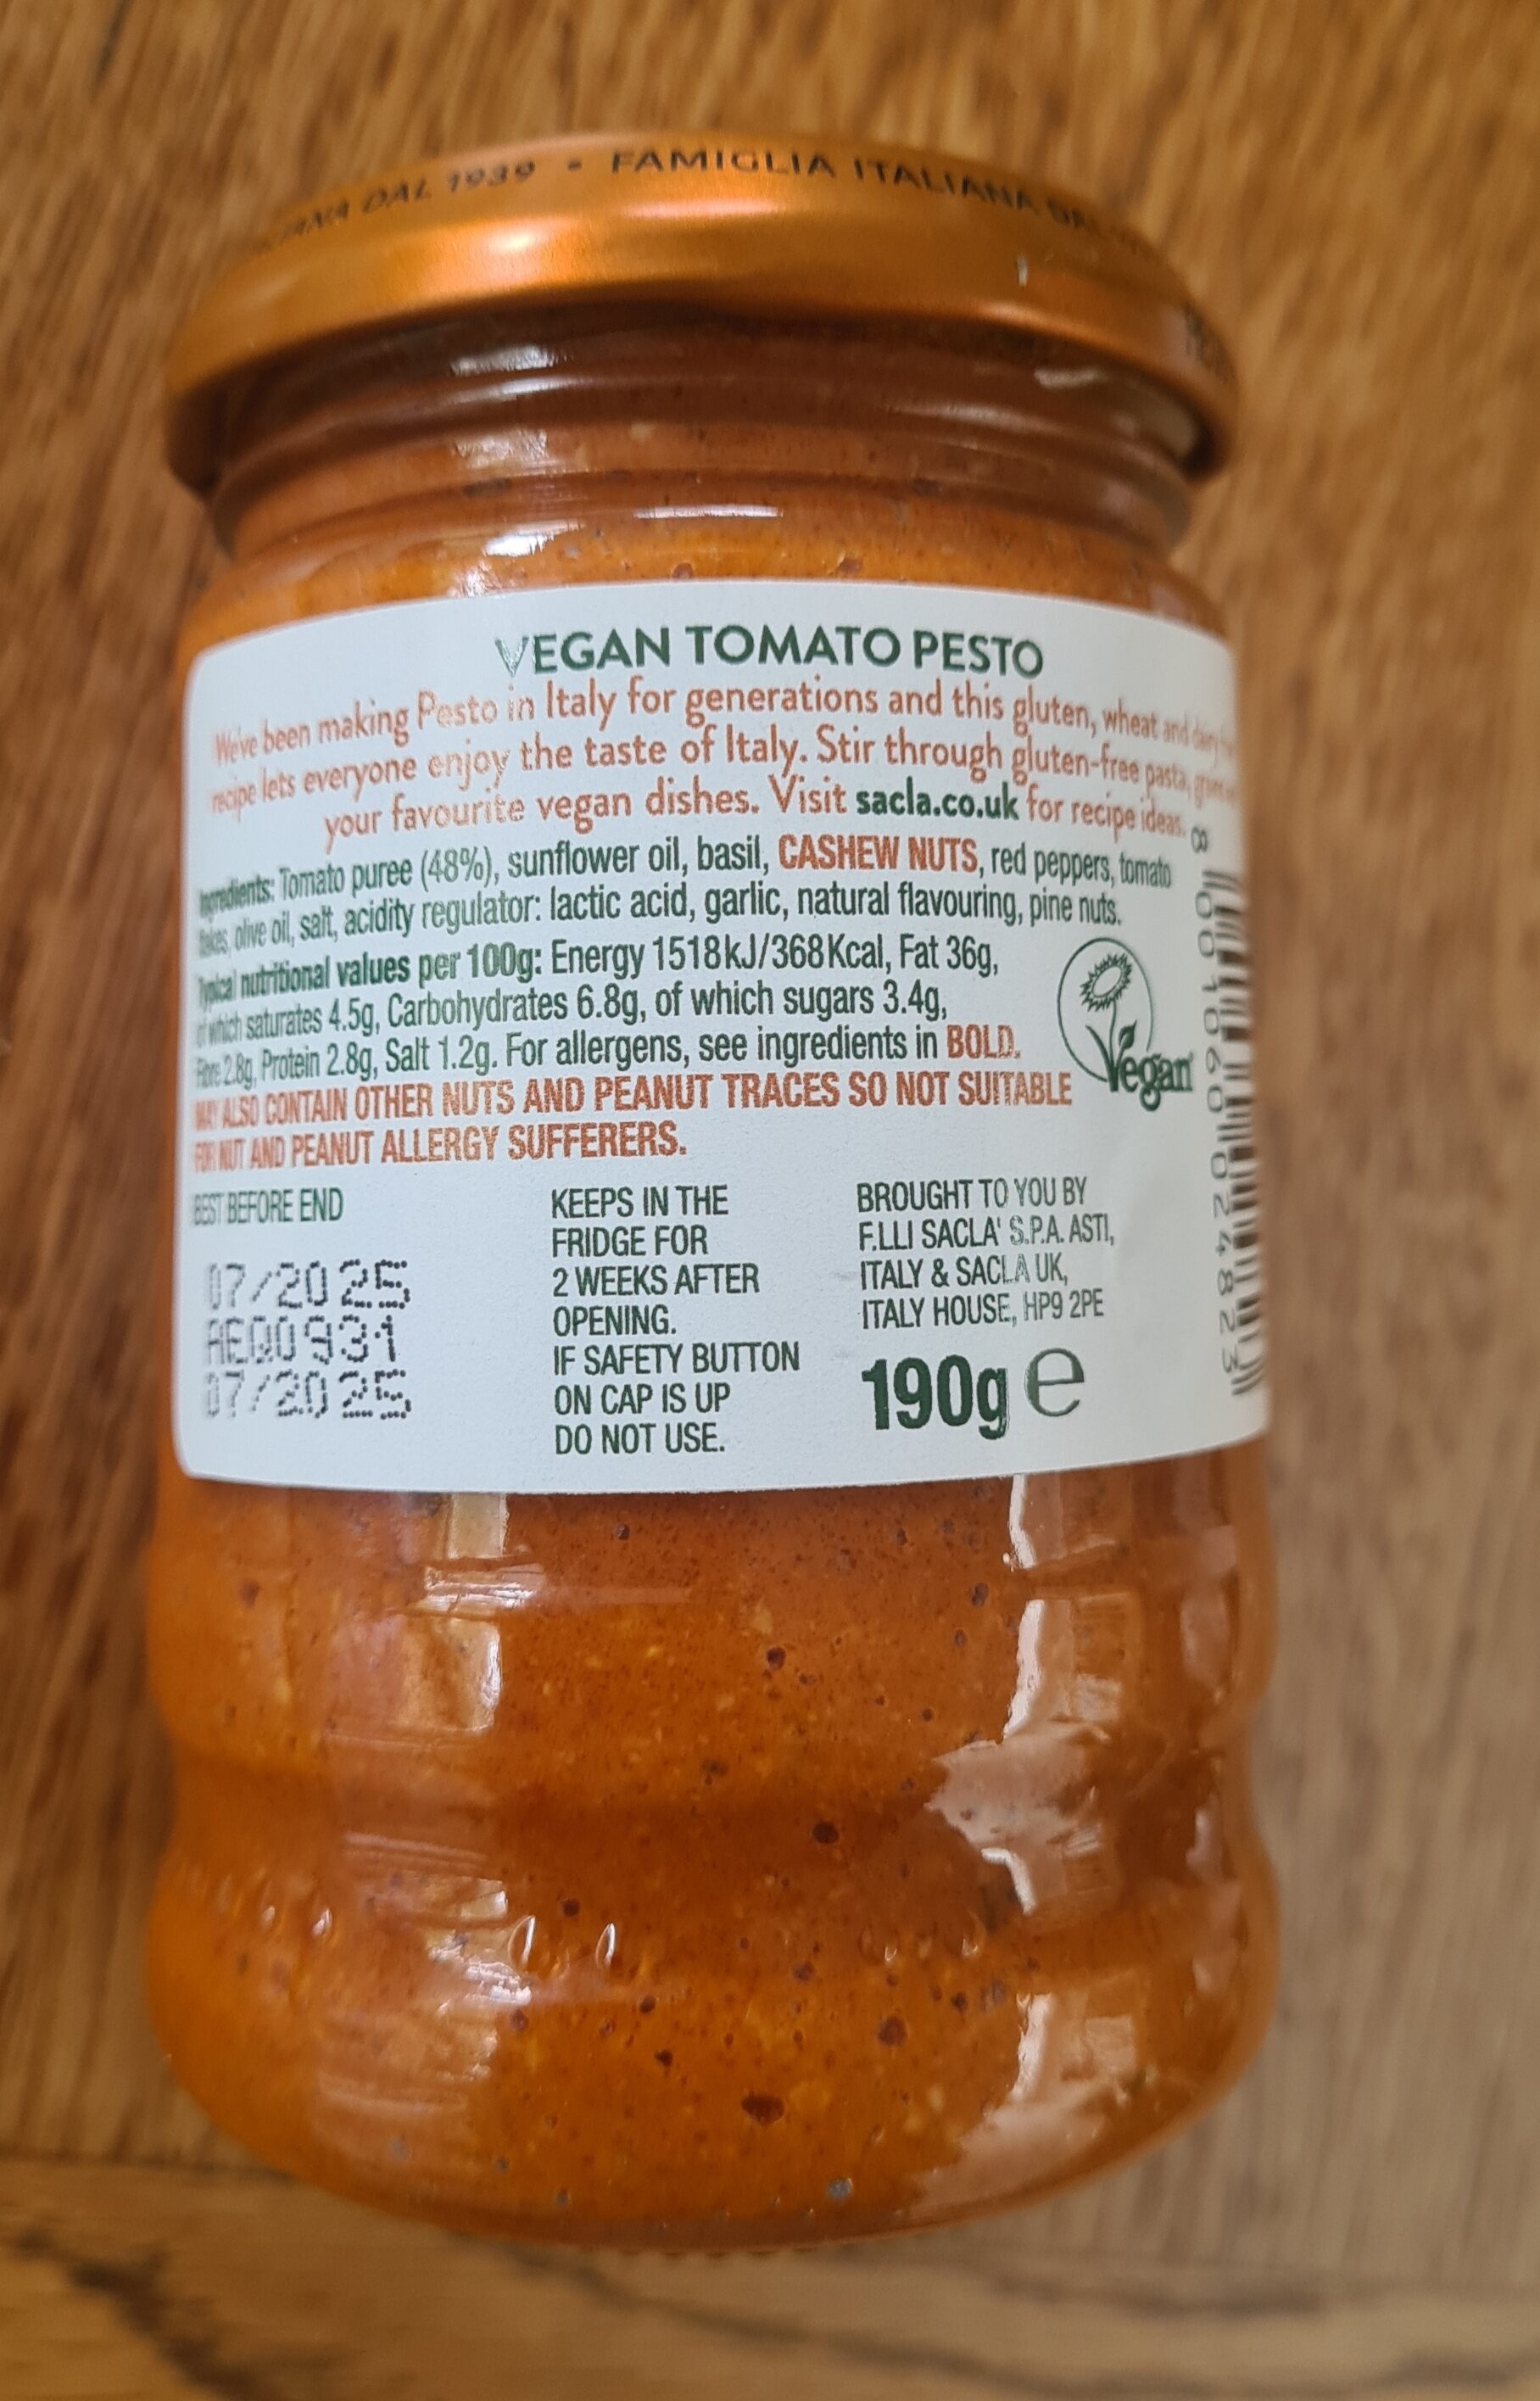 DAL 1939 • FAMIGLIA ITALIANA
VEGAN TOMATO PESTO
We've been making Pesto in Italy for generations and this gluten, wheat and dairy
recipe lets everyone enjoy the taste of Italy. Stir through gluten-free pasta,
your favourite vegan dishes. Visit sacla.co.uk for recipe ideas.
Ingredients: Tomato puree (48%), sunflower oil, basil, CASHEW NUTS, red peppers, tomato
flakes, olive oil, salt, acidity regulator: lactic acid, garlic, natural flavouring, pine nuts.
Typical nutritional values per 100g: Energy 1518kJ/368Kcal, Fat 36g,
of which saturates 4.5g, Carbohydrates 6.8g, of which sugars 3.4g,
Fibre 2.8g, Protein 2.8g, Salt 1.2g. For allergens, see ingredients in BOLD.
MAY ALSO CONTAIN OTHER NUTS AND PEANUT TRACES SO NOT SUITABLE
FOR NUT AND PEANUT ALLERGY SUFFERERS.
Vegan
BEST BEFORE END
07/2025
AEQ0931
07/2025
KEEPS IN THE
FRIDGE FOR
2 WEEKS AFTER
OPENING.
IF SAFETY BUTTON
ON CAP IS UP
DO NOT USE.
BROUGHT TO YOU BY
F.LLI SACLA' S.P.A. ASTI,
ITALY & SACLA UK,
ITALY HOUSE, HP9 2PE
190g e
8 001060 024823